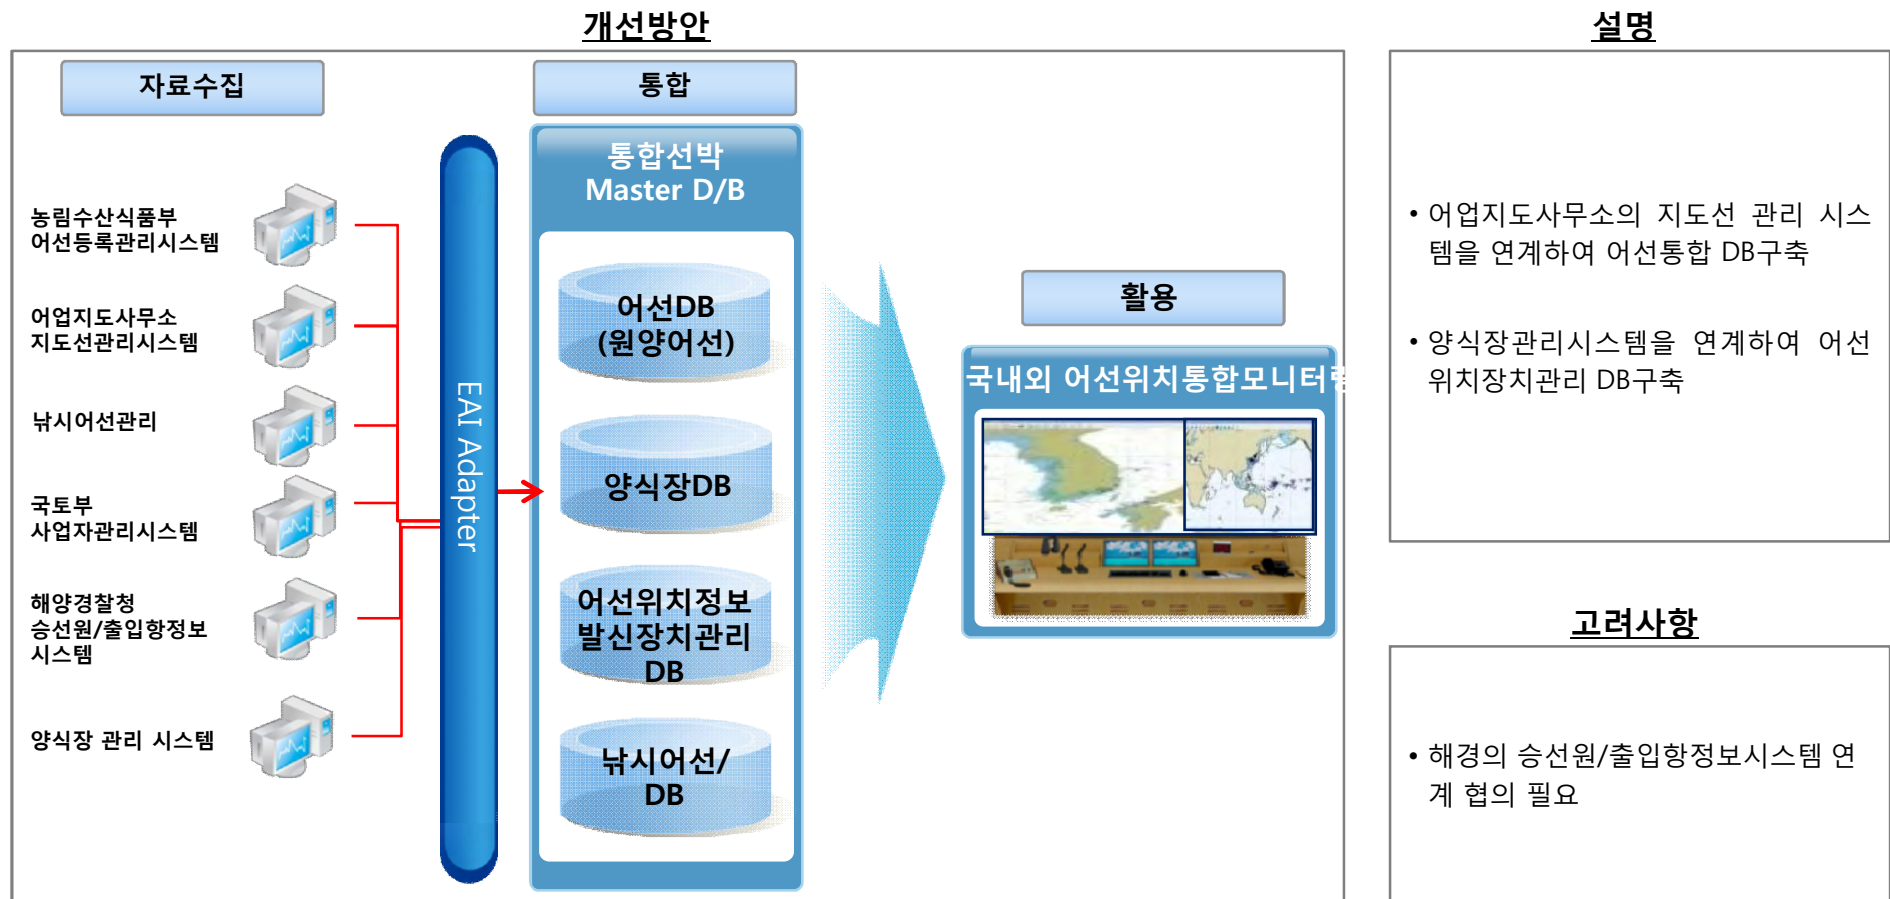 개선방안
자료수집
농림수산식품부
어선등록관리시스템
어업지도사무소
지도선관리시스템
낚시어선관리
국토부
사업자관리시스템
해양경찰청
승선원/출입항정보
시스템
양식장 관리 시스템
EAI Adapter
통합
통합선박
Master D/B
어선DB
(원양어선)
양식장DB
어선위치정보
발신장치관리
DB
낚시어선/
DB
활용
국내외 어선위치통합모니터링
설명
• 어업지도사무소의 지도선 관리 시스
템을 연계하여 어선통합 DB구축
• 양식장관리시스템을 연계하여 어선
위치장치관리 DB구축
고려사항
• 해경의 승선원/출입항정보시스템 연
계 협의 필요